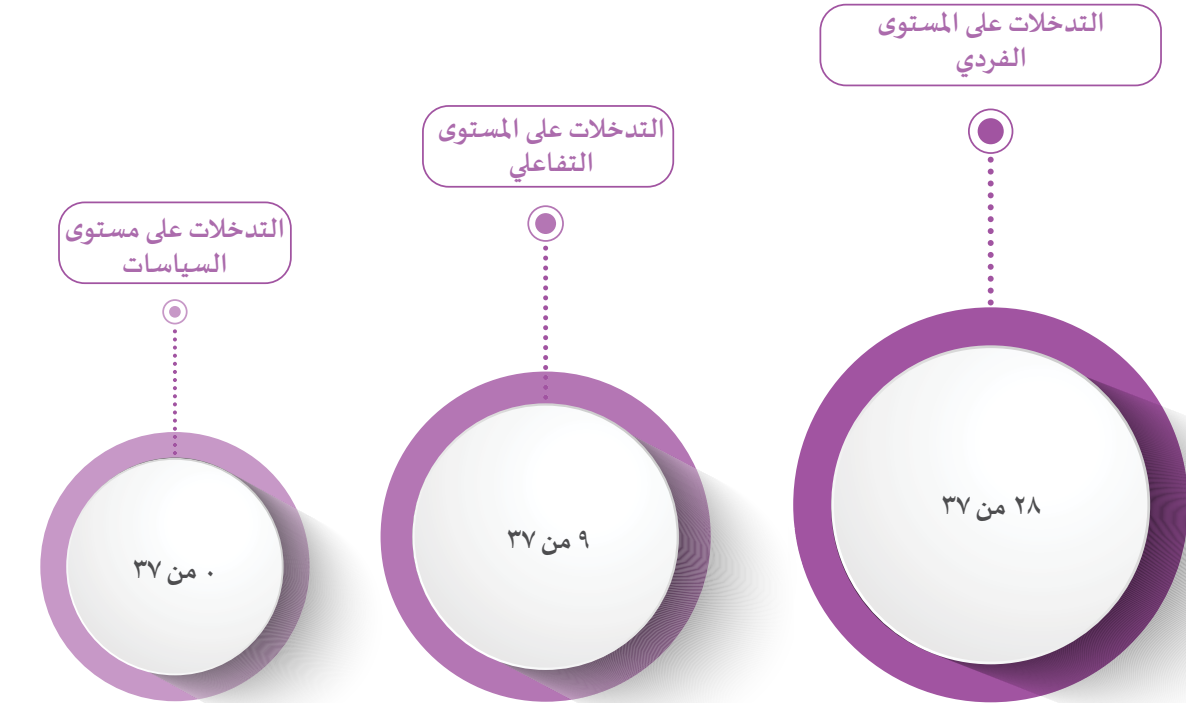 التدخلات على المستوى
الفردي
٢٨ من ٣٧
التدخلات على المستوى
التفاعلي
٩ من ٣٧
التدخلات على مستوى
السياسات
٠ من ٣٧